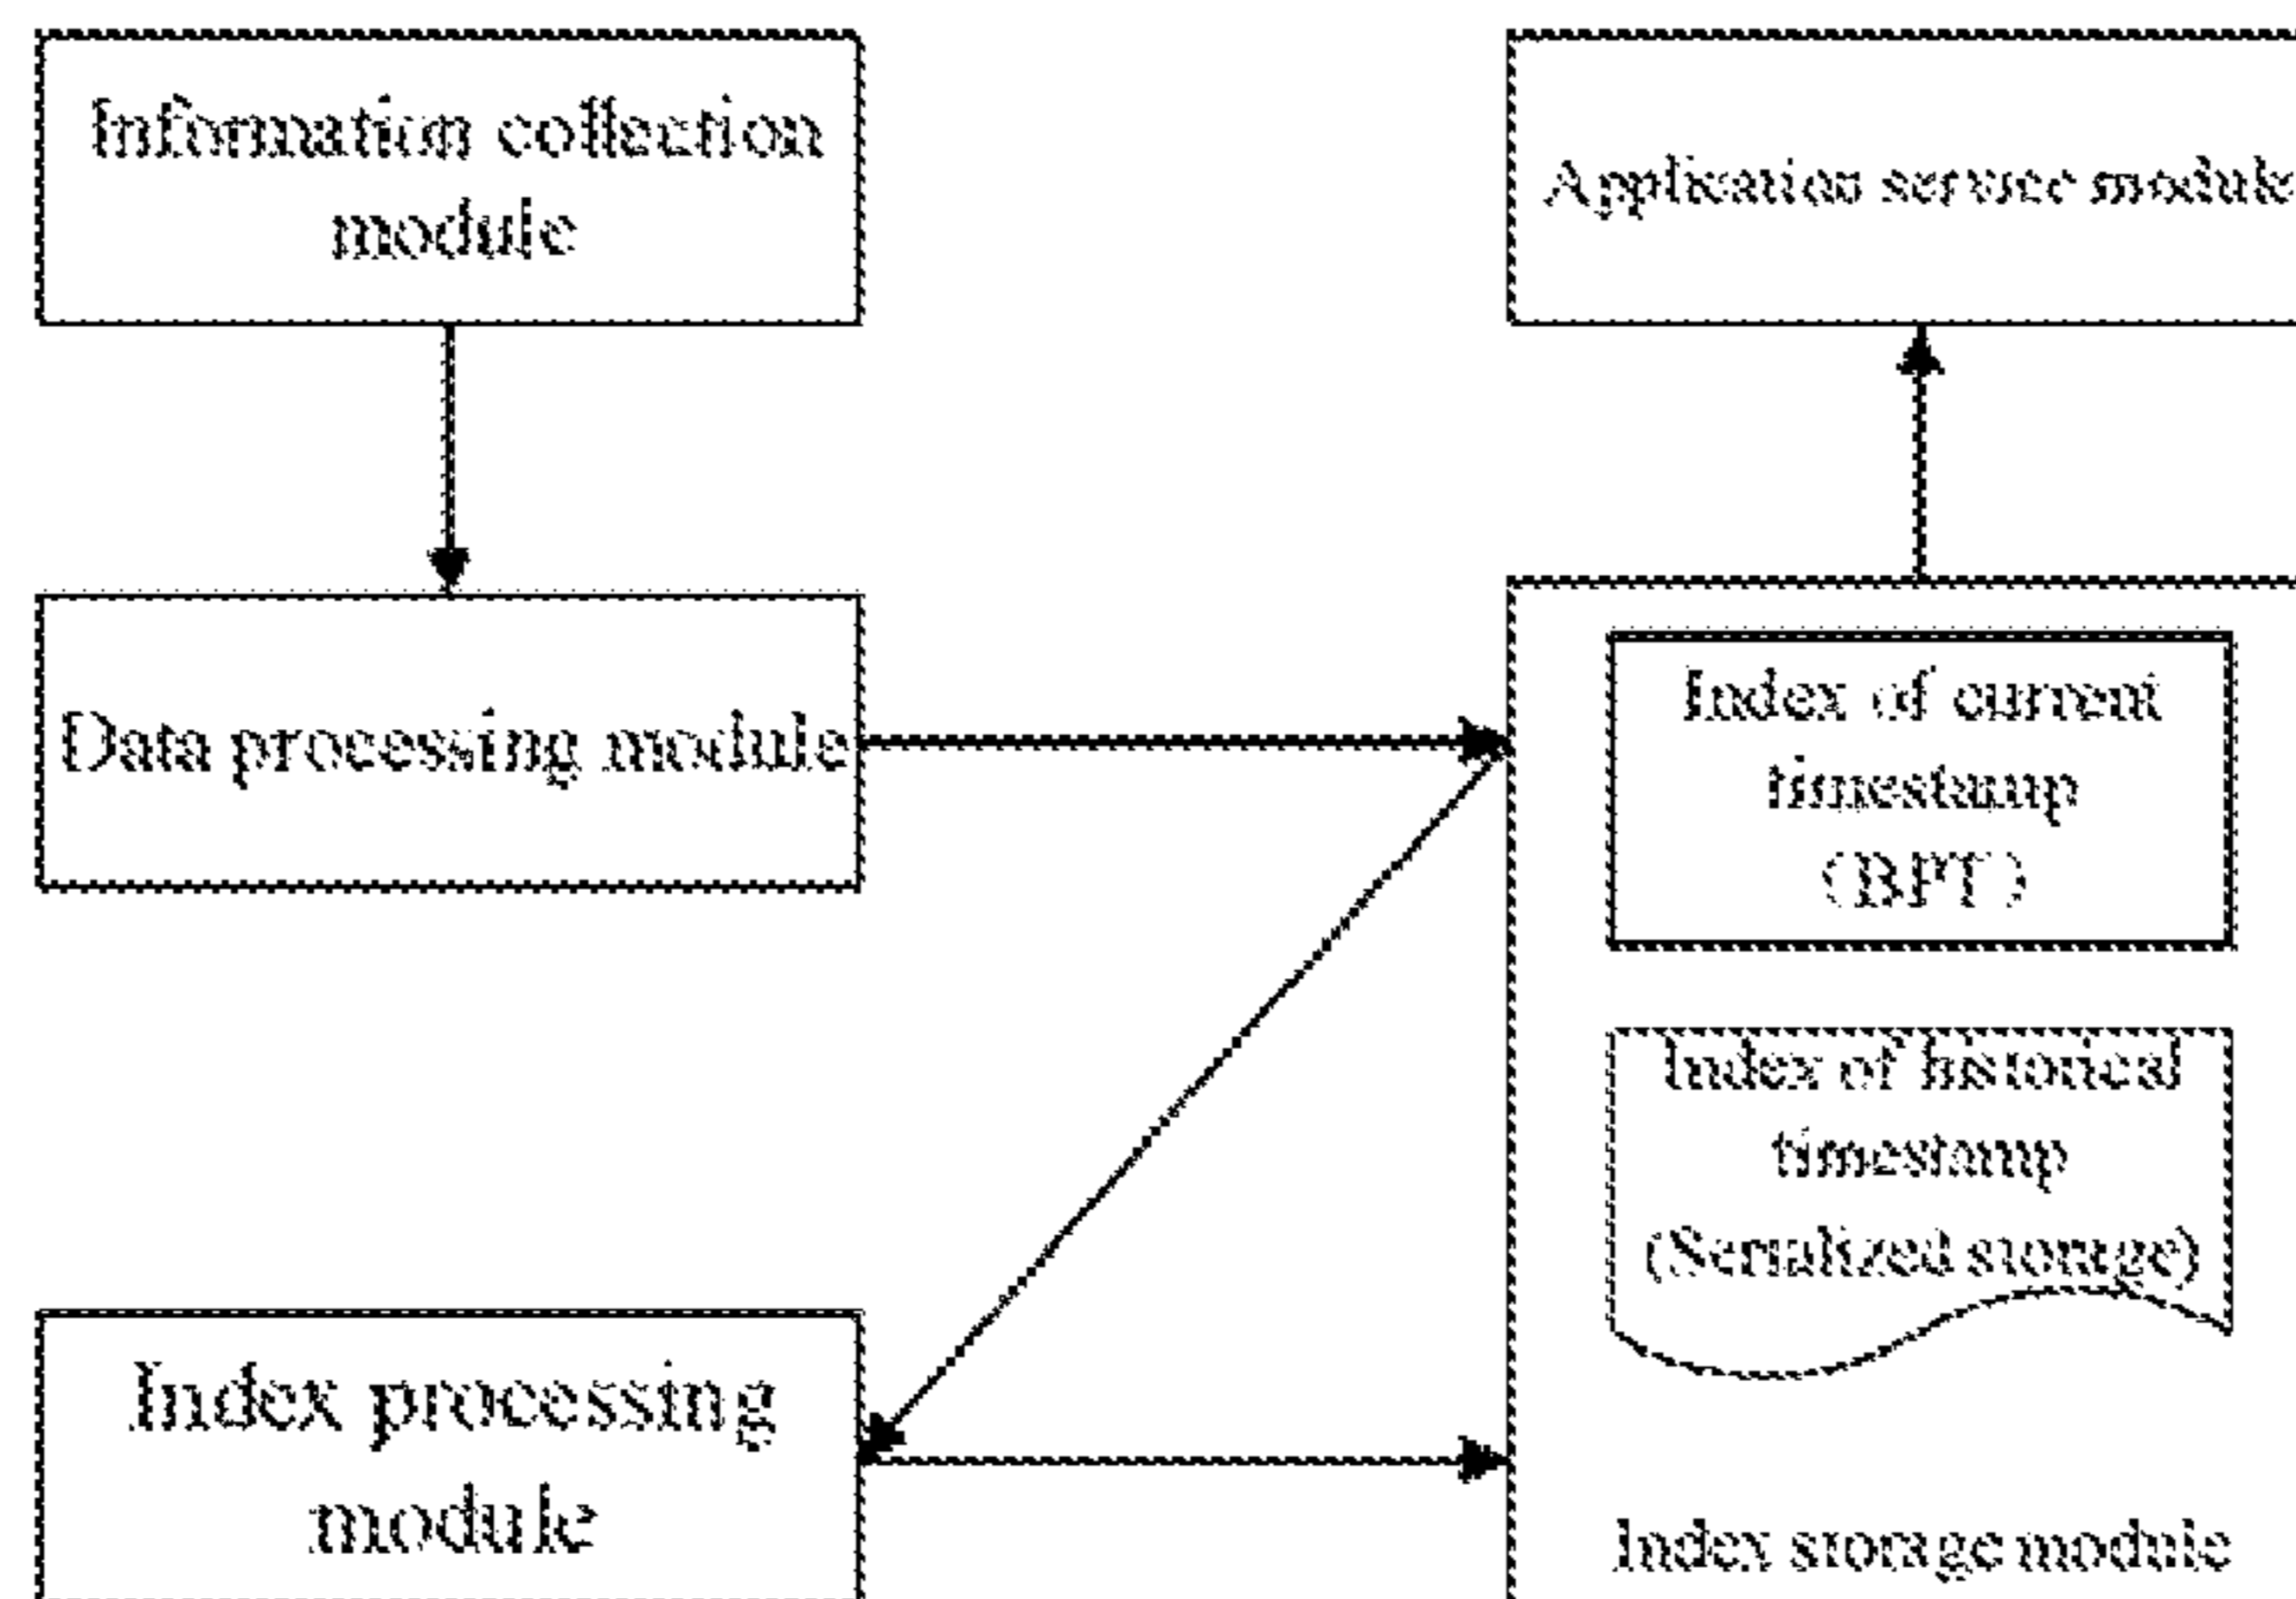 Information collection
module
Application service module
Data processing module
Index of current
timestamp
(BPT)
Index of historical
timestamp
(Serialized storage)
Index processing
module
Index storage module